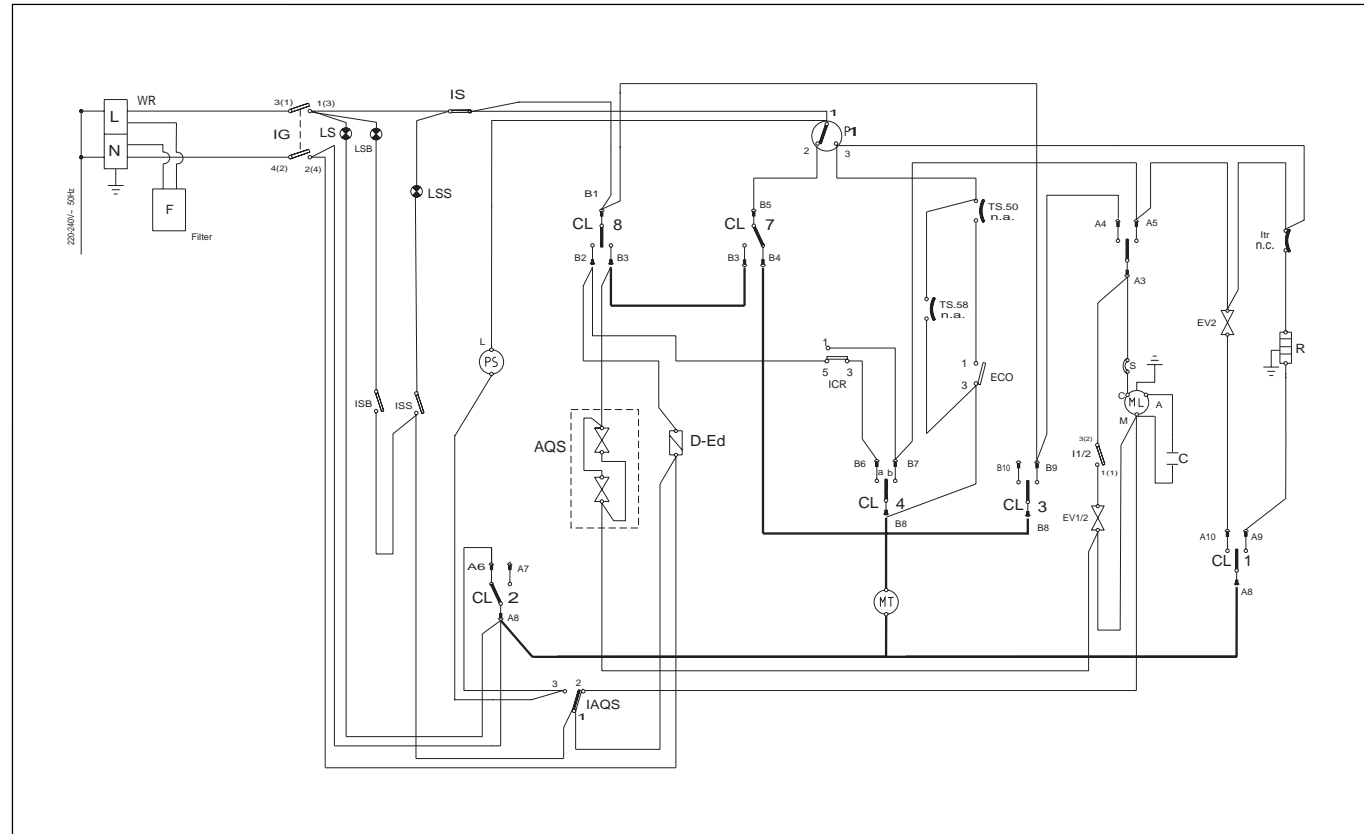 WR
L
N
220-240V~ 50Hz
F
Filter
3(1)
1(3)
IG
4(2)
2(4)
LS
LSB
IS
LSS
1
P1
2
3
B1
CL 8
B2
B3
B5
CL 7
B3
B4
TS.50
n.a.
TS.58
n.a.
A4
A5
A3
Itr
n.c.
EV2
R
L
PS
ISB
ISS
1
5
3
ICR
1
3
ECO
S
C
ML
A
M
C
AQS
D-Ed
3(2)
I1/2
1(1)
EV1/2
B6
a
b
B7
CL 4
B8
B10
B9
CL 3
B8
A10
A9
CL 1
A8
A6
A7
CL 2
A8
MT
3
2
IAQS
1